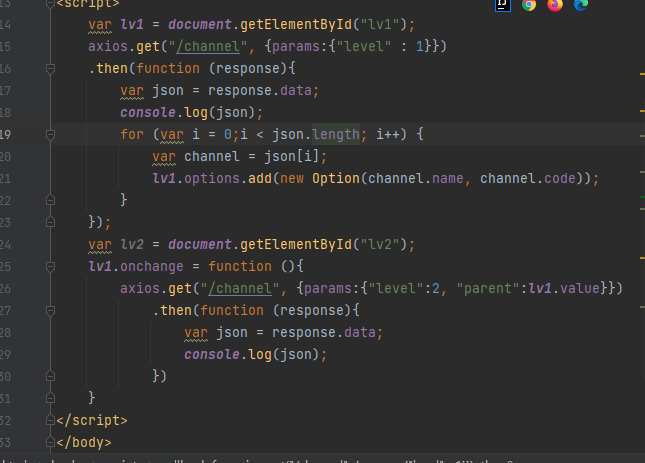 13 <script>
14 var lv1 = document.getElementById("lv1");
15 axios.get("/channel", {params:{"level" : 1}})
16 .then(function (response){
17 var json = response.data;
18 console.log(json);
19 for (var i = 0;i < json.length; i++) {
20 var channel = json[i];
21 lv1.options.add(new Option(channel.name, channel.code));
22 }
23 });
24 var lv2 = document.getElementById("lv2");
25 lv1.onchange = function (){
26 axios.get("/channel", {params:{"level":2, "parent":lv1.value}})
27 .then(function (response){
28 var json = response.data;
29 console.log(json);
30 })
31 }
32 </script>
33 </body>